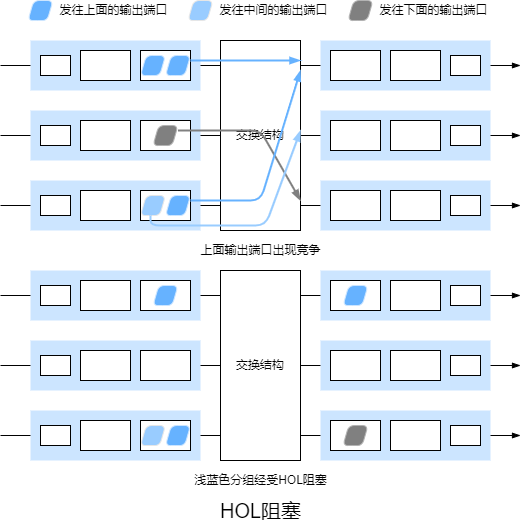 发往上面的输出端口 发往中间的输出端口 发往下面的输出端口
交换结构
上面输出端口出现竞争
交换结构
浅蓝色分组经受HOL阻塞
HOL阻塞